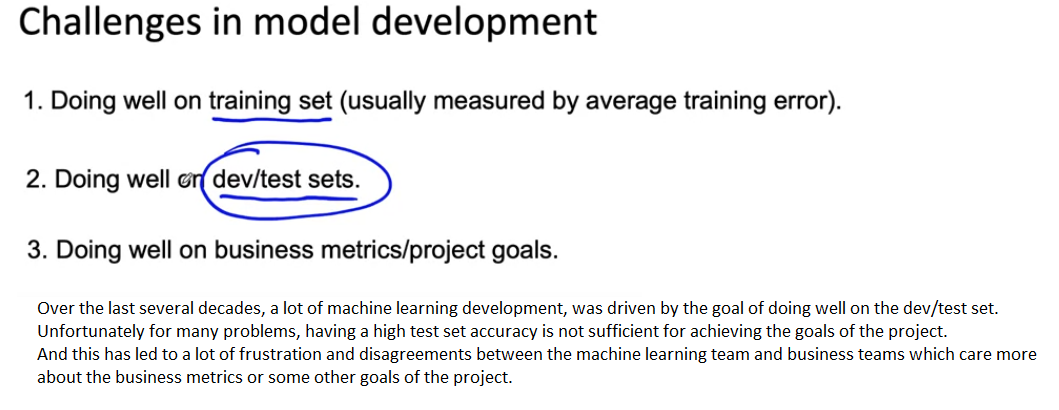 Challenges in model development
1. Doing well on training set (usually measured by average training error).
2. Doing well on dev/test sets.
3. Doing well on business metrics/project goals.
Over the last several decades, a lot of machine learning development, was driven by the goal of doing well on the dev/test set.
Unfortunately for many problems, having a high test set accuracy is not sufficient for achieving the goals of the project.
And this has led to a lot of frustration and disagreements between the machine learning team and business teams which care more
about the business metrics or some other goals of the project.